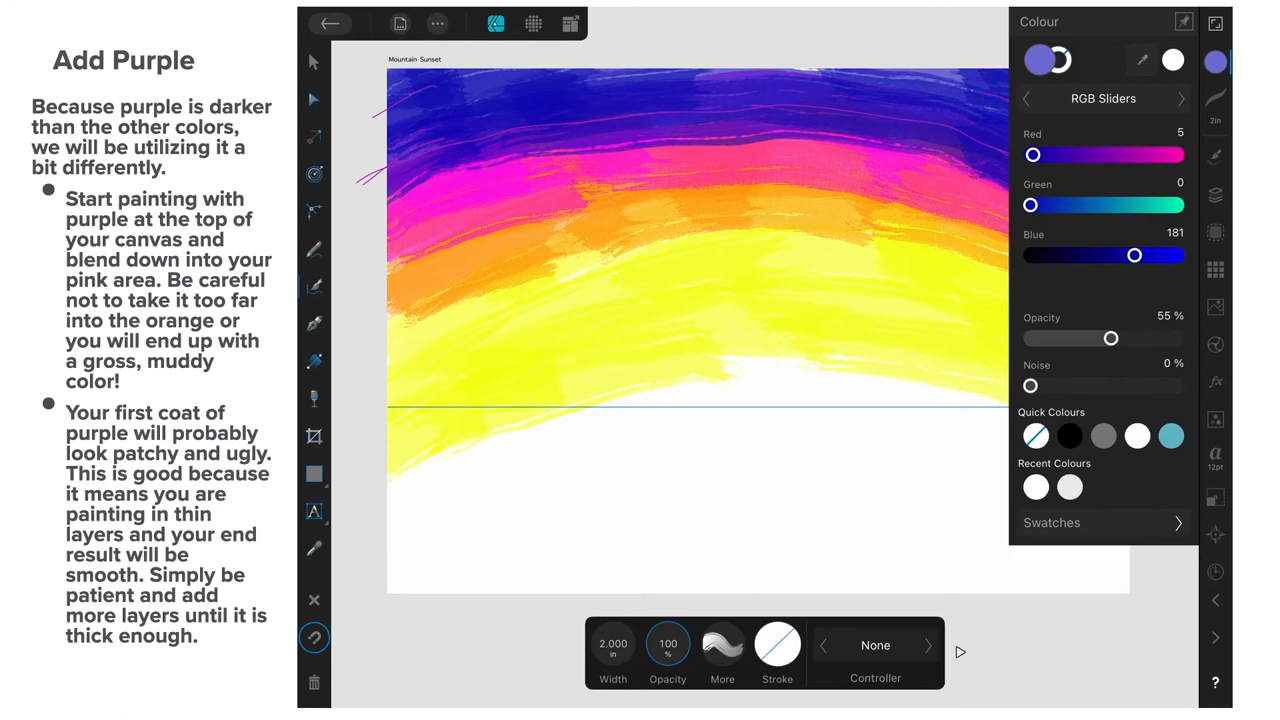 Add Purple
Because purple is darker
than the other colors,
we will be utilizing it a
bit differently.
Start painting with
purple at the top of
your canvas and
blend down into your
pink area. Be careful
not to take it too far
into the orange or
you will end up with
a gross, muddy
color!
Your first coat of
purple will probably
look patchy and ugly.
This is good because
it means you are
painting in thin
layers and your end
result will be
smooth. Simply be
patient and add
more layers until it is
thick enough.
Mountain Sunset
Colour
RGB Sliders
Red 5
Green 0
Blue 181
Opacity 55 %
Noise 0 %
Quick Colours
Recent Colours
Swatches
2in
a
12pt
A
2.000
in
Width
100
%
Opacity
More
Stroke
None
Controller
?